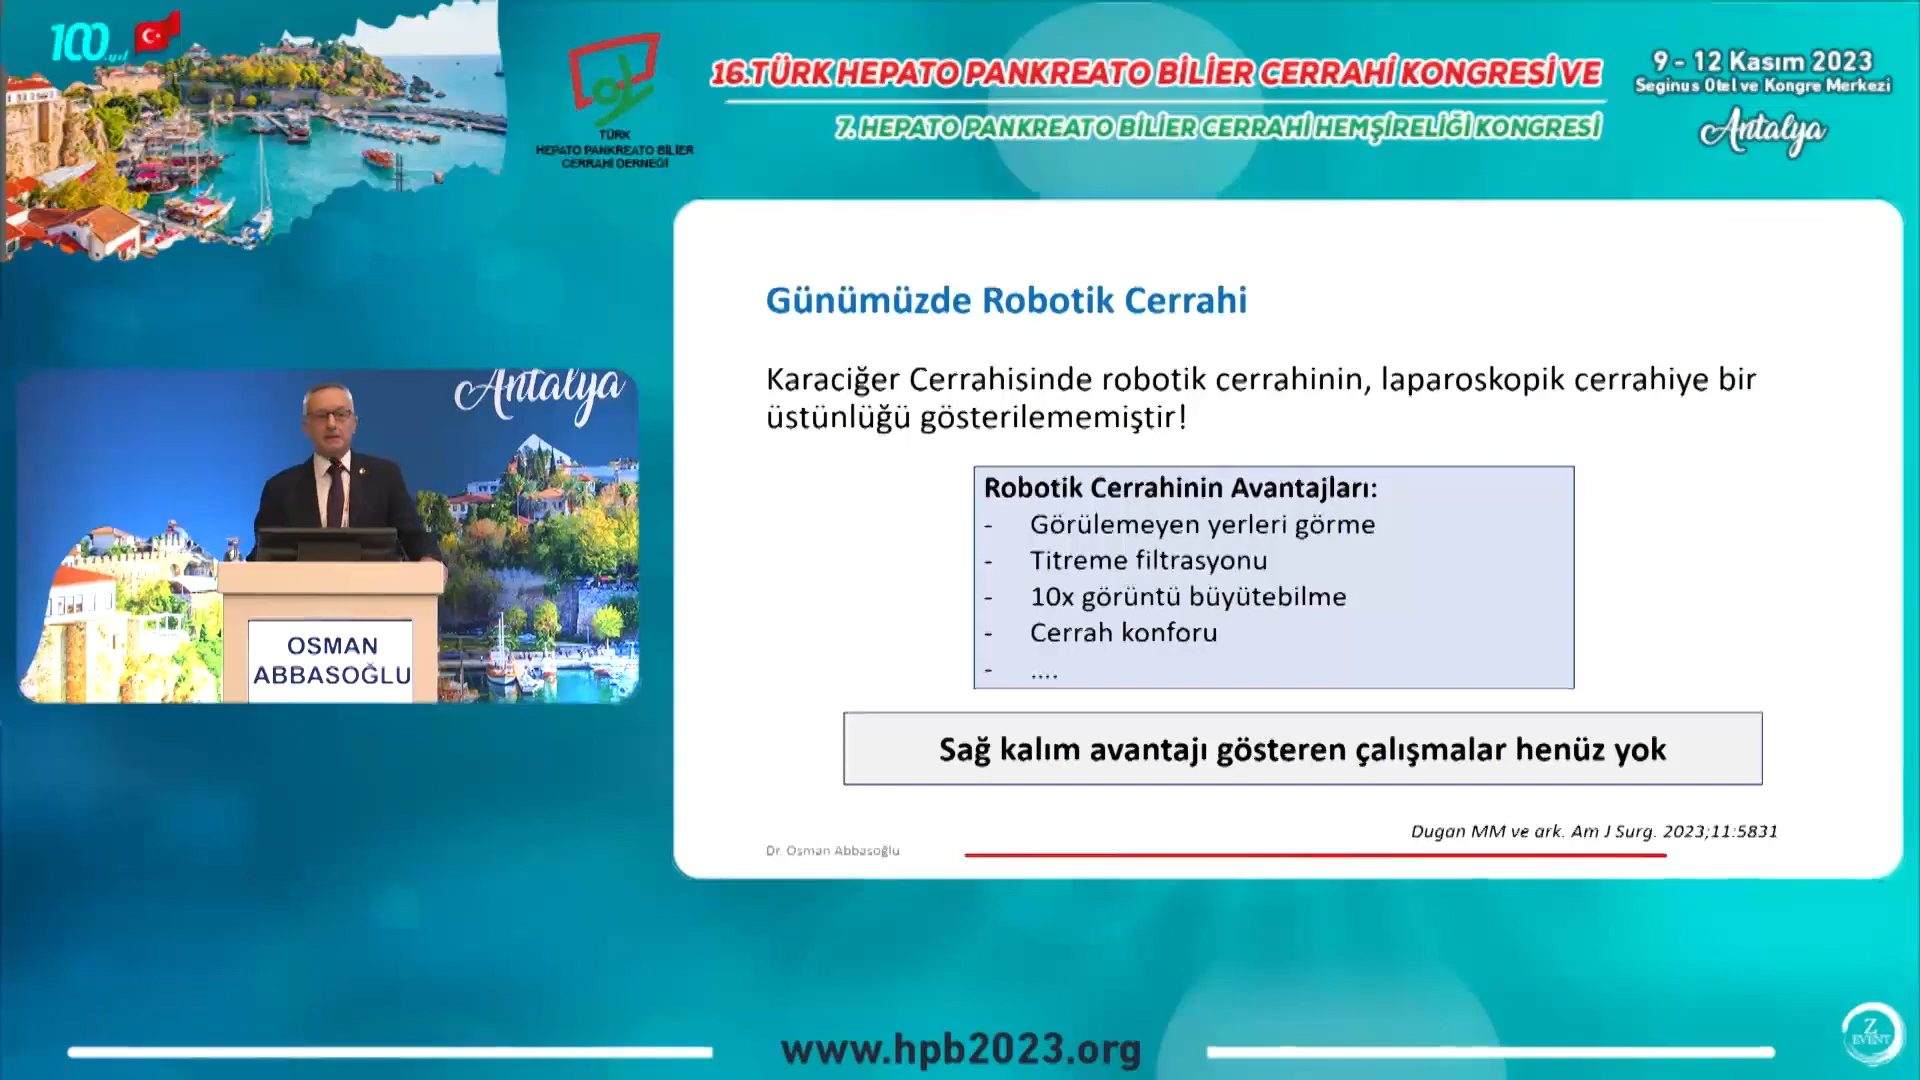 100.yıl
TÜRK
HEPATO PANKREATO BİLİER
CERRAHİ DERNEĞİ
16.TÜRK HEPATO PANKREATO BİLİER CERRAHİ KONGRESİ VE
7. HEPATO PANKREATO BİLİER CERRAHİ HEMŞİRELİĞİ KONGRESİ
9 - 12 Kasım 2023
Seginus Otel ve Kongre Merkezi
Antalya
Antalya
OSMAN
ABBASOĞLU
Günümüzde Robotik Cerrahi
Karaciğer Cerrahisinde robotik cerrahinin, laparoskopik cerrahiye bir
üstünlüğü gösterilememiştir!
Robotik Cerrahinin Avantajları:
- Görülemeyen yerleri görme
- Titreme filtrasyonu
- 10x görüntü büyütebilme
- Cerrah konforu
- ....
Sağ kalım avantajı gösteren çalışmalar henüz yok
Dugan MM ve ark. Am J Surg. 2023;11:5831
Dr. Osman Abbasoğlu
www.hpb2023.org
Z
EVENT